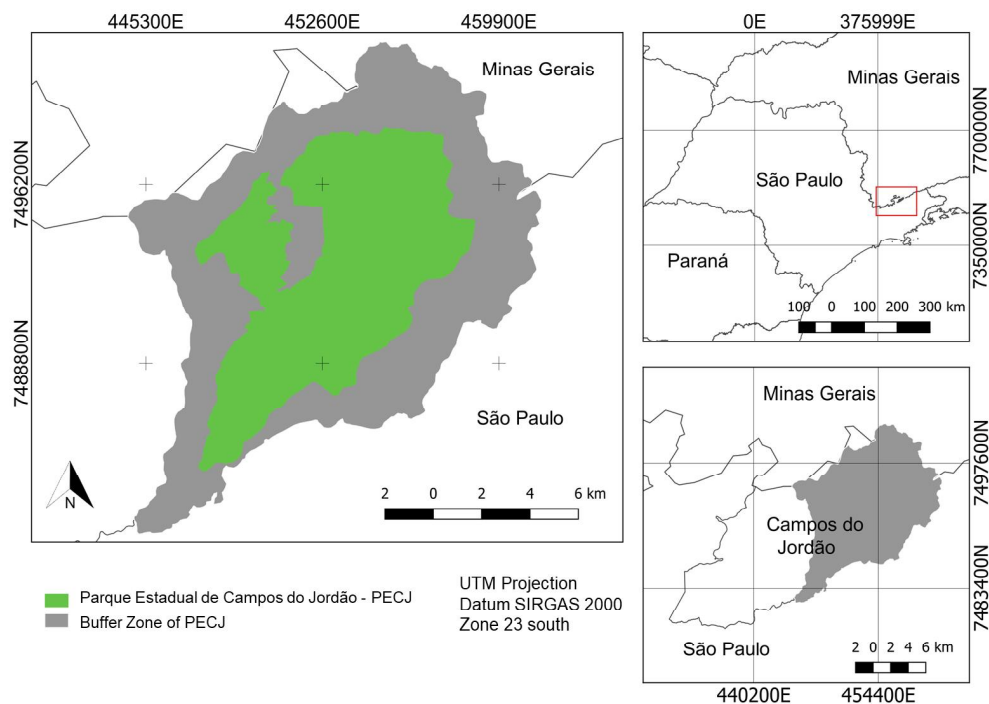 445300E 452600E 459900E
7496200N
7488800N
Minas Gerais
São Paulo
N
2 0 2 4 6 km
Parque Estadual de Campos do Jordão - PECJ
Buffer Zone of PECJ
UTM Projection
Datum SIRGAS 2000
Zone 23 south
0E 375999E
Minas Gerais
São Paulo
Paraná
7700000N
7350000N
100 0 100 200 300 km
Minas Gerais
Campos do
Jordão
São Paulo
7497600N
7483400N
2 0 2 4 6 km
440200E 454400E